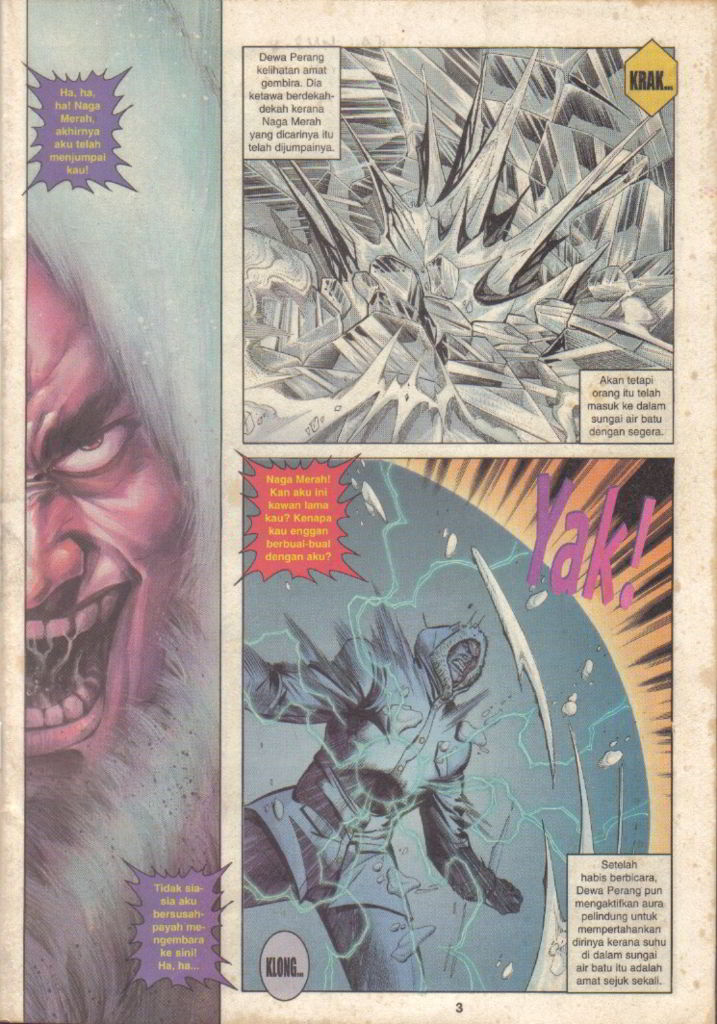 Ha, ha,
ha! Naga
Merah,
akhirnya
aku telah
menjumpai
kau!
Tidak sia-
sia aku
bersusah-
payah me-
ngembara
ke sini!
Ha, ha...
Dewa Perang
kelihatan amat
gembira. Dia
ketawa berdekah-
dekah kerana
Naga Merah
yang dicarinya itu
telah dijumpainya.
KRAK...
Akan tetapi
orang itu telah
masuk ke dalam
sungai air batu
dengan segera.
Naga Merah!
Kan aku ini
kawan lama
kau? Kenapa
kau enggan
berbual-bual
dengan aku?
Yak!
Setelah
habis berbicara,
Dewa Perang pun
mengaktifkan aura
pelindung untuk
mempertahankan
dirinya kerana suhu
di dalam sungai
air batu itu adalah
amat sejuk sekali.
KLONG...
3